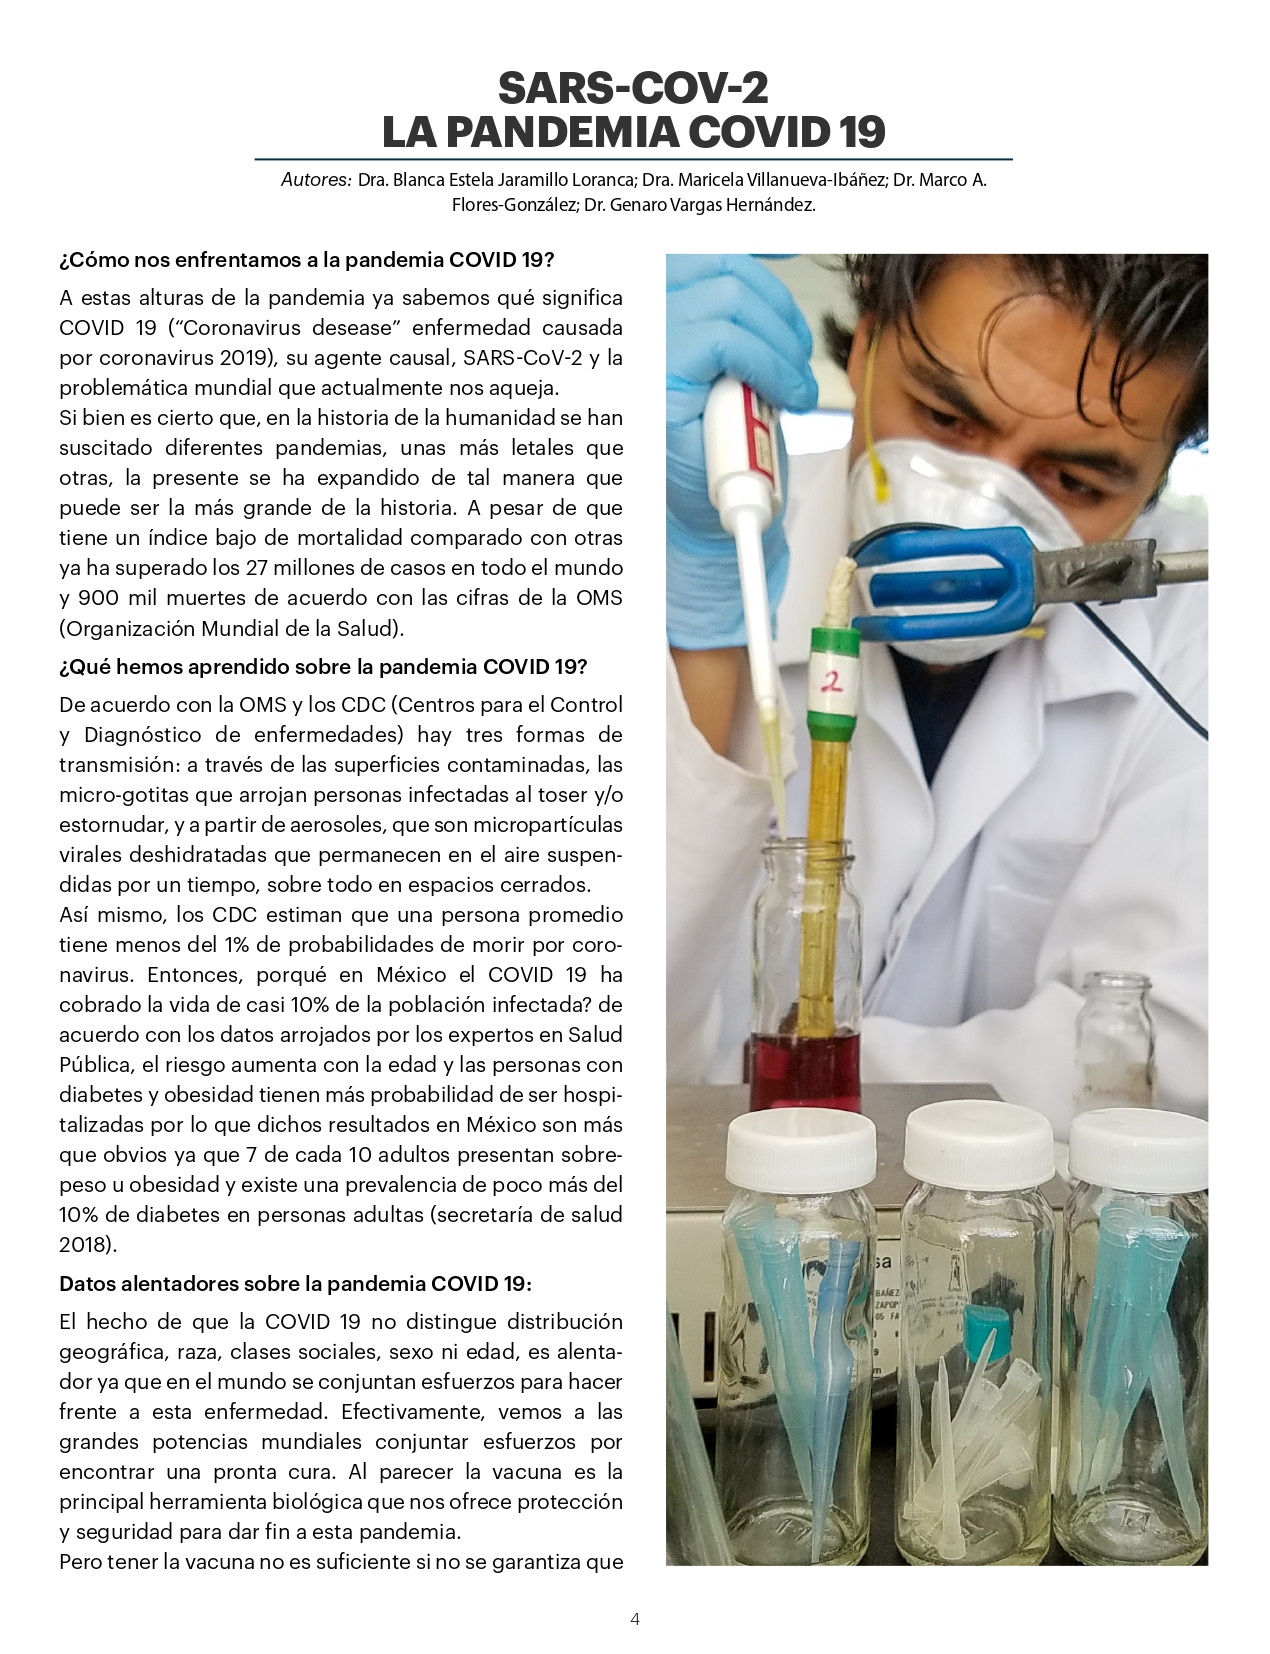 SARS-COV-2
LA PANDEMIA COVID 19
Autores: Dra. Blanca Estela Jaramillo Loranca; Dra. Maricela Villanueva-Ibáñez; Dr. Marco A.
Flores-González; Dr. Genaro Vargas Hernández.
¿Cómo nos enfrentamos a la pandemia COVID 19?
A estas alturas de la pandemia ya sabemos qué significa
COVID 19 (“Coronavirus desease” enfermedad causada
por coronavirus 2019), su agente causal, SARS-CoV-2 y la
problemática mundial que actualmente nos aqueja.
Si bien es cierto que, en la historia de la humanidad se han
suscitado diferentes pandemias, unas más letales que
otras, la presente se ha expandido de tal manera que
puede ser la más grande de la historia. A pesar de que
tiene un índice bajo de mortalidad comparado con otras
ya ha superado los 27 millones de casos en todo el mundo
y 900 mil muertes de acuerdo con las cifras de la OMS
(Organización Mundial de la Salud).
¿Qué hemos aprendido sobre la pandemia COVID 19?
De acuerdo con la OMS y los CDC (Centros para el Control
y Diagnóstico de enfermedades) hay tres formas de
transmisión: a través de las superficies contaminadas, las
micro-gotitas que arrojan personas infectadas al toser y/o
estornudar, y a partir de aerosoles, que son micropartículas
virales deshidratadas que permanecen en el aire suspen-
didas por un tiempo, sobre todo en espacios cerrados.
Así mismo, los CDC estiman que una persona promedio
tiene menos del 1% de probabilidades de morir por coro-
navirus. Entonces, porqué en México el COVID 19 ha
cobrado la vida de casi 10% de la población infectada? de
acuerdo con los datos arrojados por los expertos en Salud
Pública, el riesgo aumenta con la edad y las personas con
diabetes y obesidad tienen más probabilidad de ser hospi-
talizadas por lo que dichos resultados en México son más
que obvios ya que 7 de cada 10 adultos presentan sobre-
peso u obesidad y existe una prevalencia de poco más del
10% de diabetes en personas adultas (secretaría de salud
2018).
Datos alentadores sobre la pandemia COVID 19:
El hecho de que la COVID 19 no distingue distribución
geográfica, raza, clases sociales, sexo ni edad, es alenta-
dor ya que en el mundo se conjuntan esfuerzos para hacer
frente a esta enfermedad. Efectivamente, vemos a las
grandes potencias mundiales conjuntar esfuerzos por
encontrar una pronta cura. Al parecer la vacuna es la
principal herramienta biológica que nos ofrece protección
y seguridad para dar fin a esta pandemia.
Pero tener la vacuna no es suficiente si no se garantiza que
2
sa
4